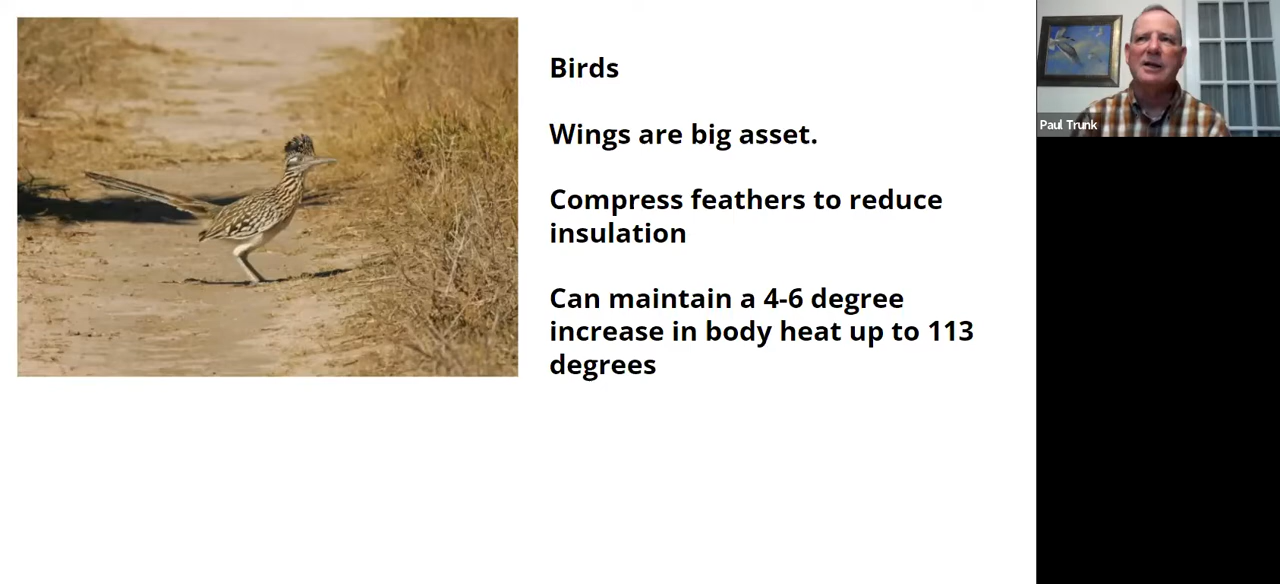 Birds
Wings are big asset.
Compress feathers to reduce
insulation
Can maintain a 4-6 degree
increase in body heat up to 113
degrees
Paul Trunk